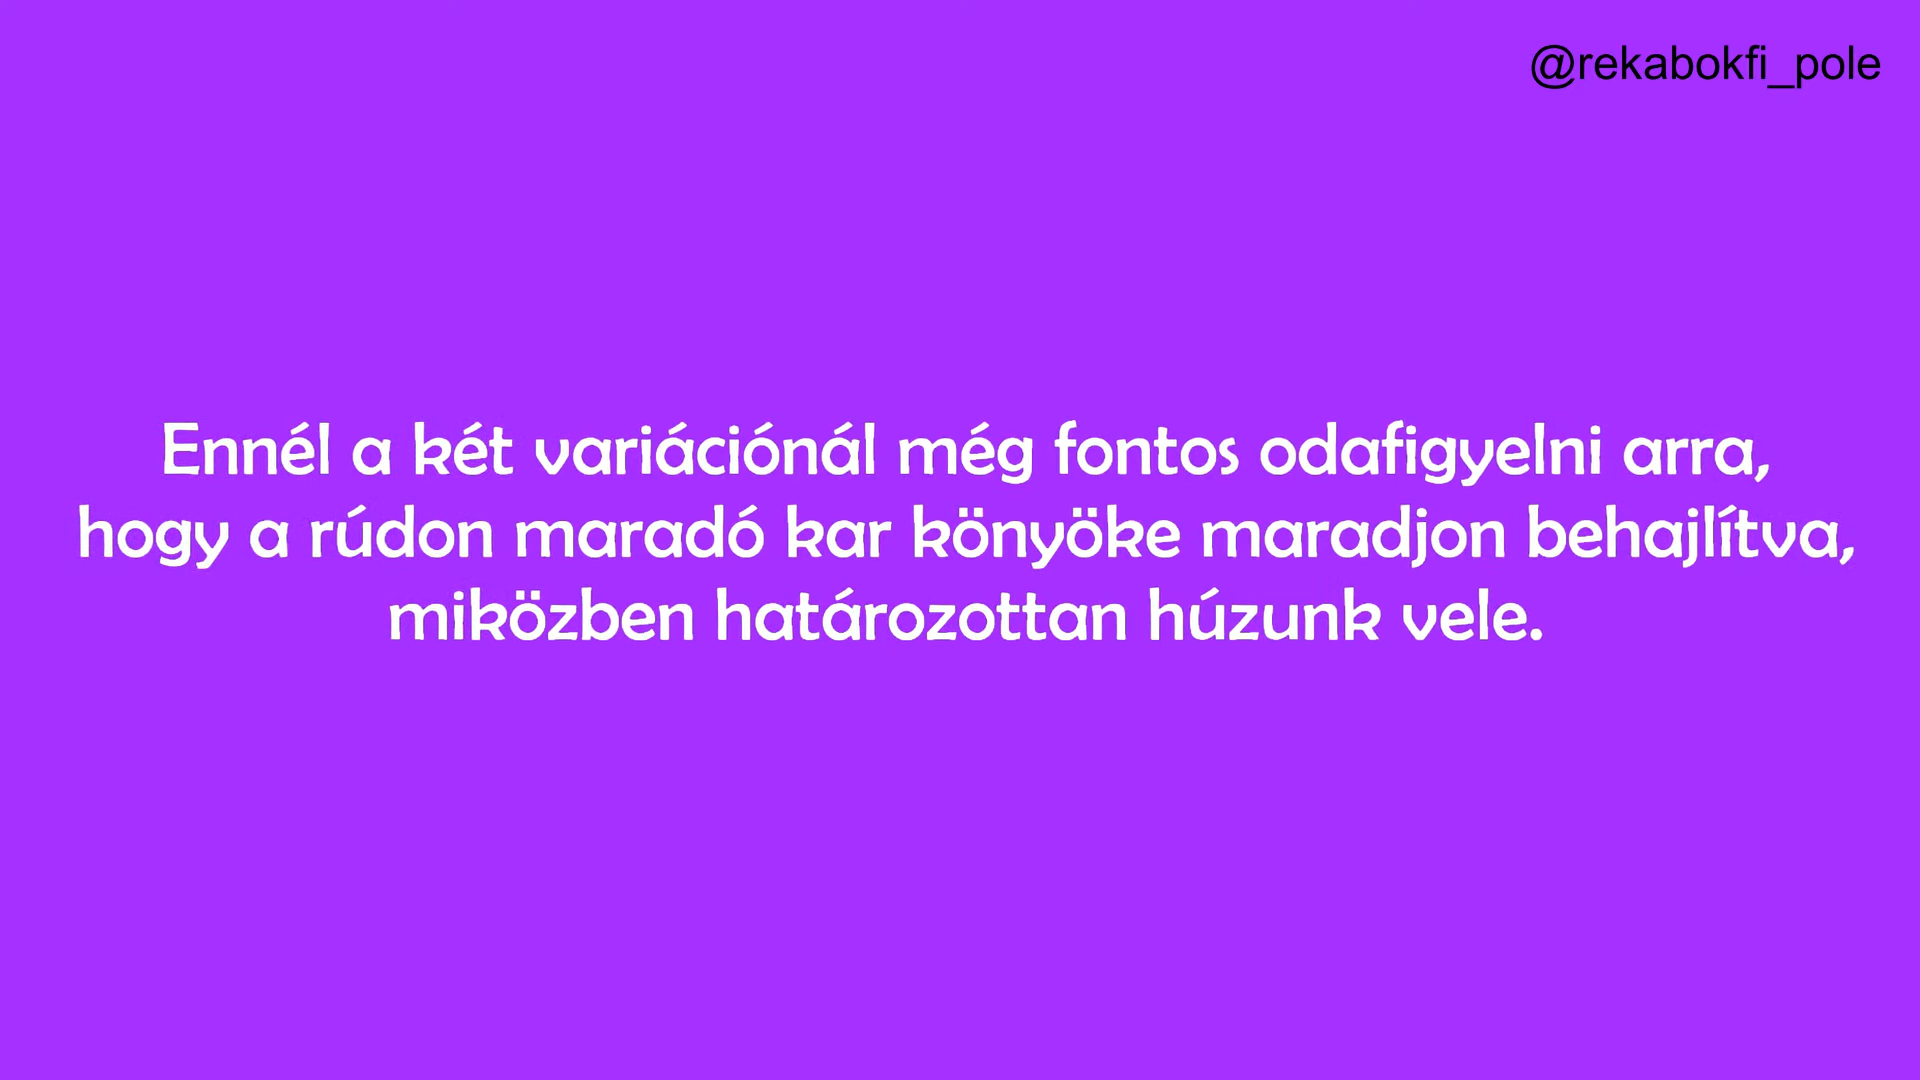 @rekabokfi_pole
Ennél a két variációnál még fontos odafigyelni arra,
hogy a rúdon maradó kar könyöke maradjon behajlítva,
miközben határozottan húzunk vele.